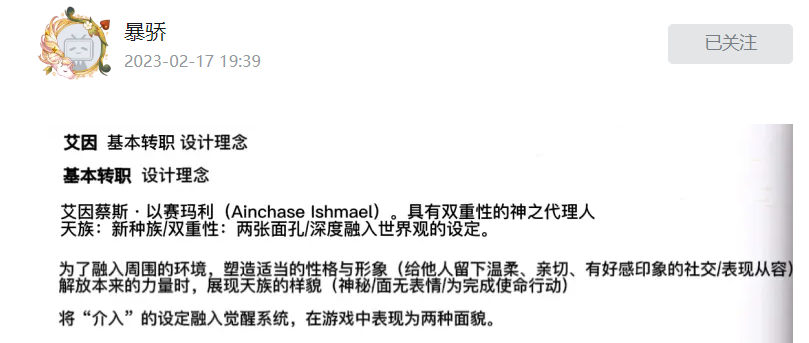 暴骄
2023-02-17 19:39
已关注
艾因 基本转职 设计理念
基本转职 设计理念
艾因蔡斯·以赛玛利（Ainchase Ishmael）。具有双重性的神之代理人
天族：新种族/双重性：两张面孔/深度融入世界观的设定。
为了融入周围的环境，塑造适当的性格与形象（给他人留下温柔、亲切、有好感印象的社交/表现从容）
解放本来的力量时，展现天族的样貌（神秘/面无表情/为完成使命行动）
将“介入”的设定融入觉醒系统，在游戏中表现为两种面貌。